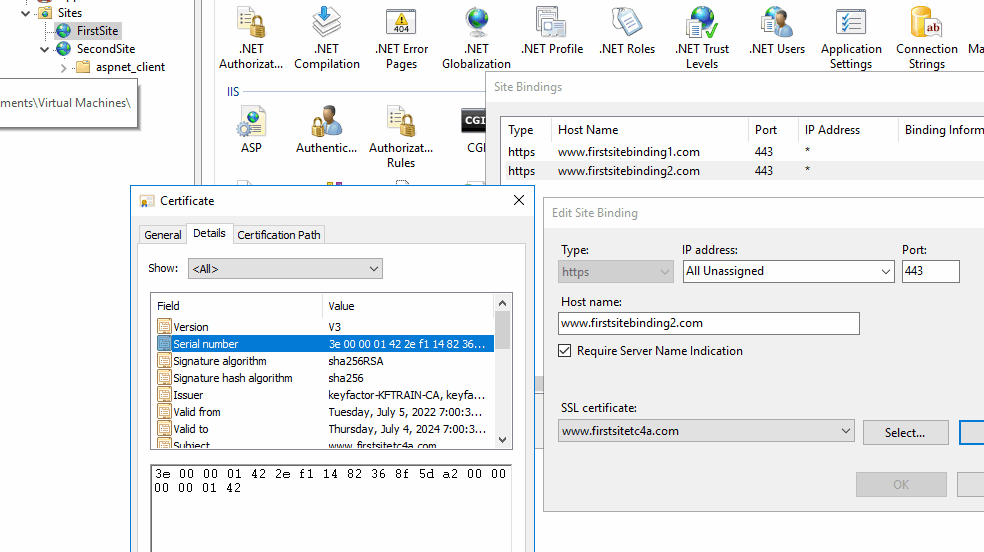 Sites
FirstSite
SecondSite
aspnet_client
ments\Virtual Machines\
.NET Authorizat...
.NET Compilation
.NET Error Pages
404
.NET Globalization
.NET Profile
.NET Roles
.NET Trust Levels
.NET Users
Application Settings
ab
Connection Strings
Ma
IIS
ASP
Authentic...
Authorizat... Rules
CGI
CGI
Site Bindings
Type Host Name Port IP Address Binding Inform
https www.firstsitebinding1.com 443 *
https www.firstsitebinding2.com 443 *
Certificate
General Details Certification Path
Show: <All>
Field Value
Version V3
Serial number 3e 00 00 01 42 2e f1 14 82 36...
Signature algorithm sha256RSA
Signature hash algorithm sha256
Issuer keyfactor-KFTRAIN-CA, keyfa...
Valid from Tuesday, July 5, 2022 7:00:3...
Valid to Thursday, July 4, 2024 7:00:3...
Subject www.firstsitetc4a.com
3e 00 00 01 42 2e f1 14 82 36 8f 5d a2 00 00
00 00 01 42
Edit Site Binding
Type: IP address: Port:
https All Unassigned 443
Host name:
www.firstsitebinding2.com
Require Server Name Indication
SSL certificate:
www.firstsitetc4a.com Select...
OK